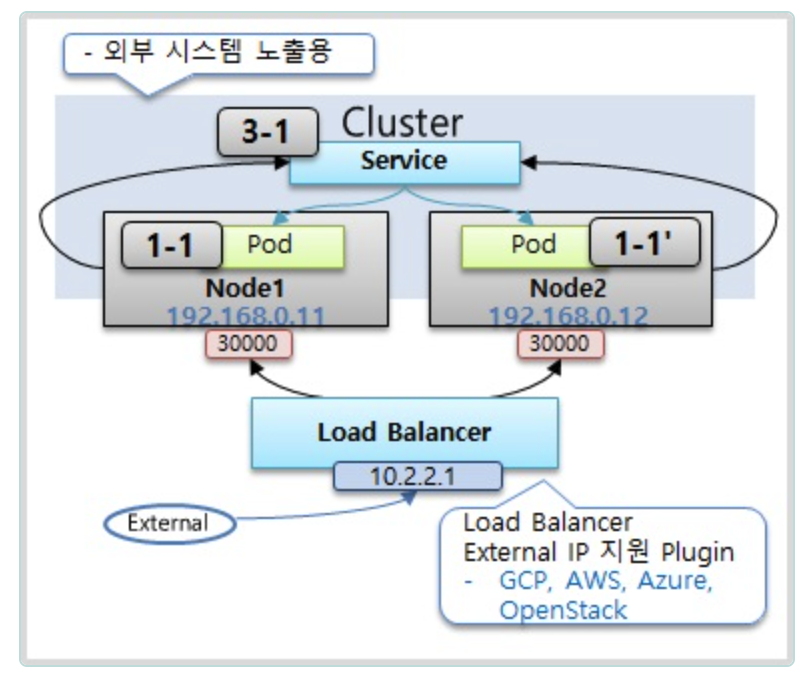 - 외부 시스템 노출용
3-1
Cluster
Service
1-1
Pod
Pod
1-1'
Node1
Node2
192.168.0.11
192.168.0.12
30000
30000
Load Balancer
10.2.2.1
External
Load Balancer
External IP 지원 Plugin
- GCP, AWS, Azure,
OpenStack